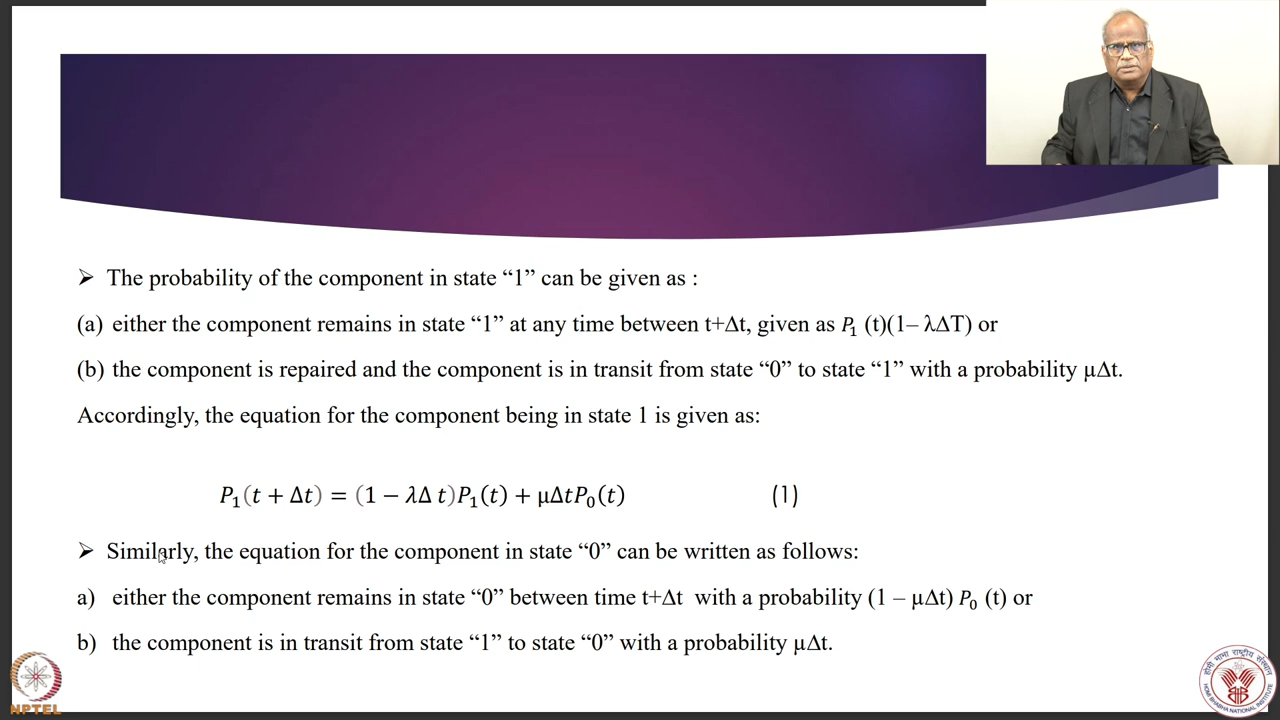 ➢ The probability of the component in state “1” can be given as :
(a) either the component remains in state “1” at any time between t+Δt, given as P₁ (t)(1– λΔT) or
(b) the component is repaired and the component is in transit from state “0” to state “1” with a probability μΔt.
Accordingly, the equation for the component being in state 1 is given as:
P₁(t + Δt) = (1 − λΔ t)P₁(t) + μΔtP₀(t) (1)
➢ Similarly, the equation for the component in state “0” can be written as follows:
a) either the component remains in state “0” between time t+Δt with a probability (1 – μΔt) P₀ (t) or
b) the component is in transit from state “1” to state “0” with a probability μΔt.
NPTEL